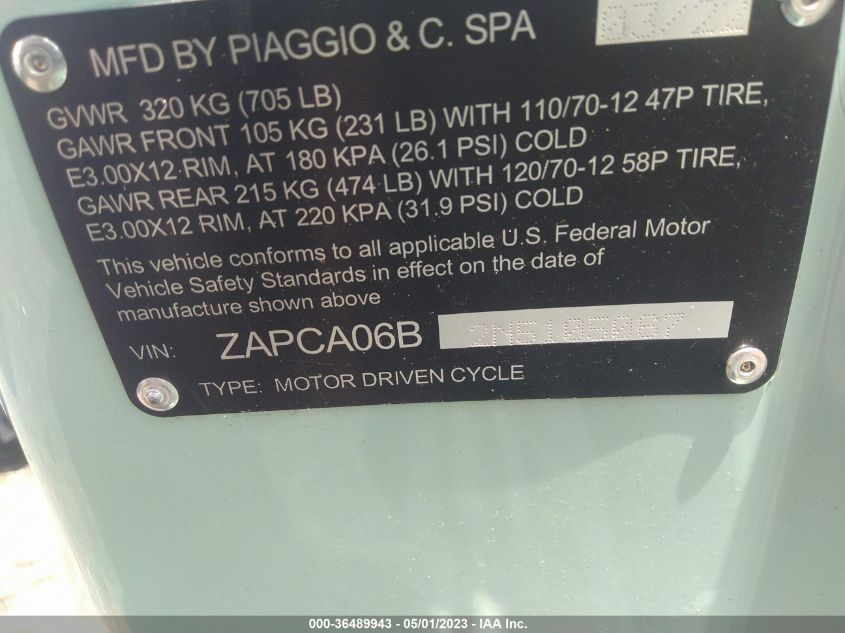 MFD BY PIAGGIO & C. SPA
GVWR 320 KG (705 LB)
GAWR FRONT 105 KG (231 LB) WITH 110/70-12 47P TIRE,
E3.00X12 RIM, AT 180 KPA (26.1 PSI) COLD
GAWR REAR 215 KG (474 LB) WITH 120/70-12 58P TIRE,
E3.00X12 RIM, AT 220 KPA (31.9 PSI) COLD
This vehicle conforms to all applicable U.S. Federal Motor
Vehicle Safety Standards in effect on the date of
manufacture shown above
VIN: ZAPCA06B 2N5105067
TYPE: MOTOR DRIVEN CYCLE
000-36489943 - 05/01/2023 - IAA Inc.